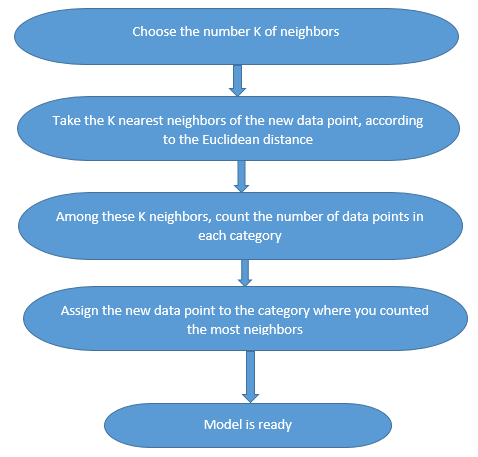 Choose the number K of neighbors
Take the K nearest neighbors of the new data point, according
to the Euclidean distance
Among these K neighbors, count the number of data points in
each category
Assign the new data point to the category where you counted
the most neighbors
Model is ready